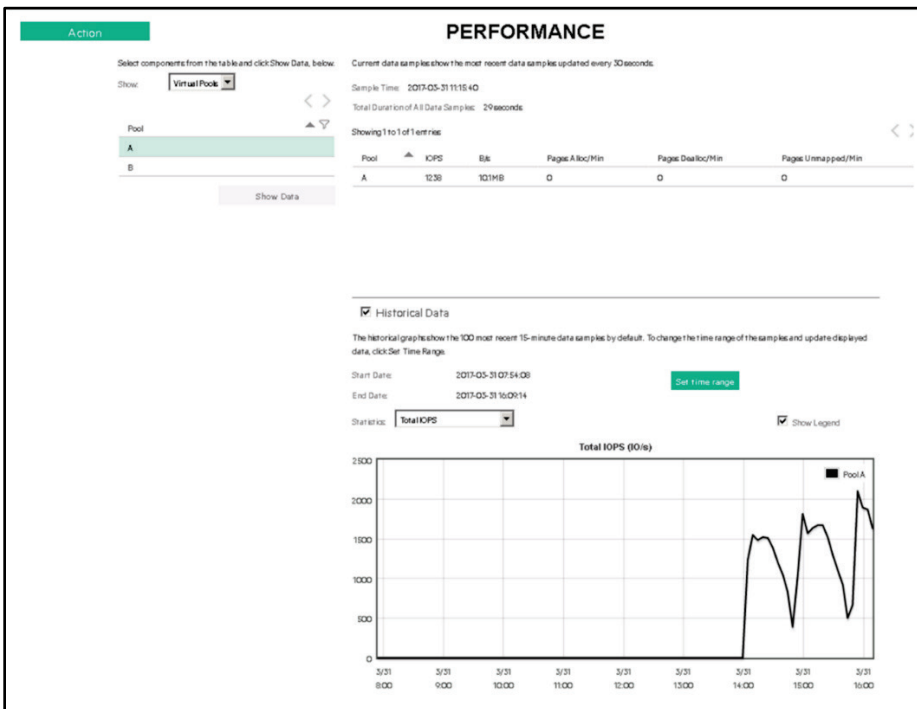 Action
PERFORMANCE
Select components from the table and click Show Data, below.
Show: Virtual Pools
Pool
A
B
Show Data
Current data samples show the most recent data samples updated every 30 seconds.
Sample Time: 2017-03-31 11:15:40
Total Duration of All Data Samples: 29 seconds
Showing 1 to 1 of 1 entries
Pool IOPS B/s Pages Alloc/Min Pages Dealloc/Min Pages Unmapped/Min
A 1238 10.1MB 0 0 0
Historical Data
The historical graphs show the 100 most recent 15-minute data samples by default. To change the time range of the samples and update displayed
data, click Set Time Range.
Start Date: 2017-03-31 07:54:08
Set time range
End Date: 2017-03-31 16:09:14
Statistics: Total IOPS
Show Legend
Total IOPS (IO/s)
Pool A
2500
2000
1500
1000
500
0
3/31 3/31 3/31 3/31 3/31 3/31 3/31 3/31 3/31
8:00 9:00 10:00 11:00 12:00 13:00 14:00 15:00 16:00